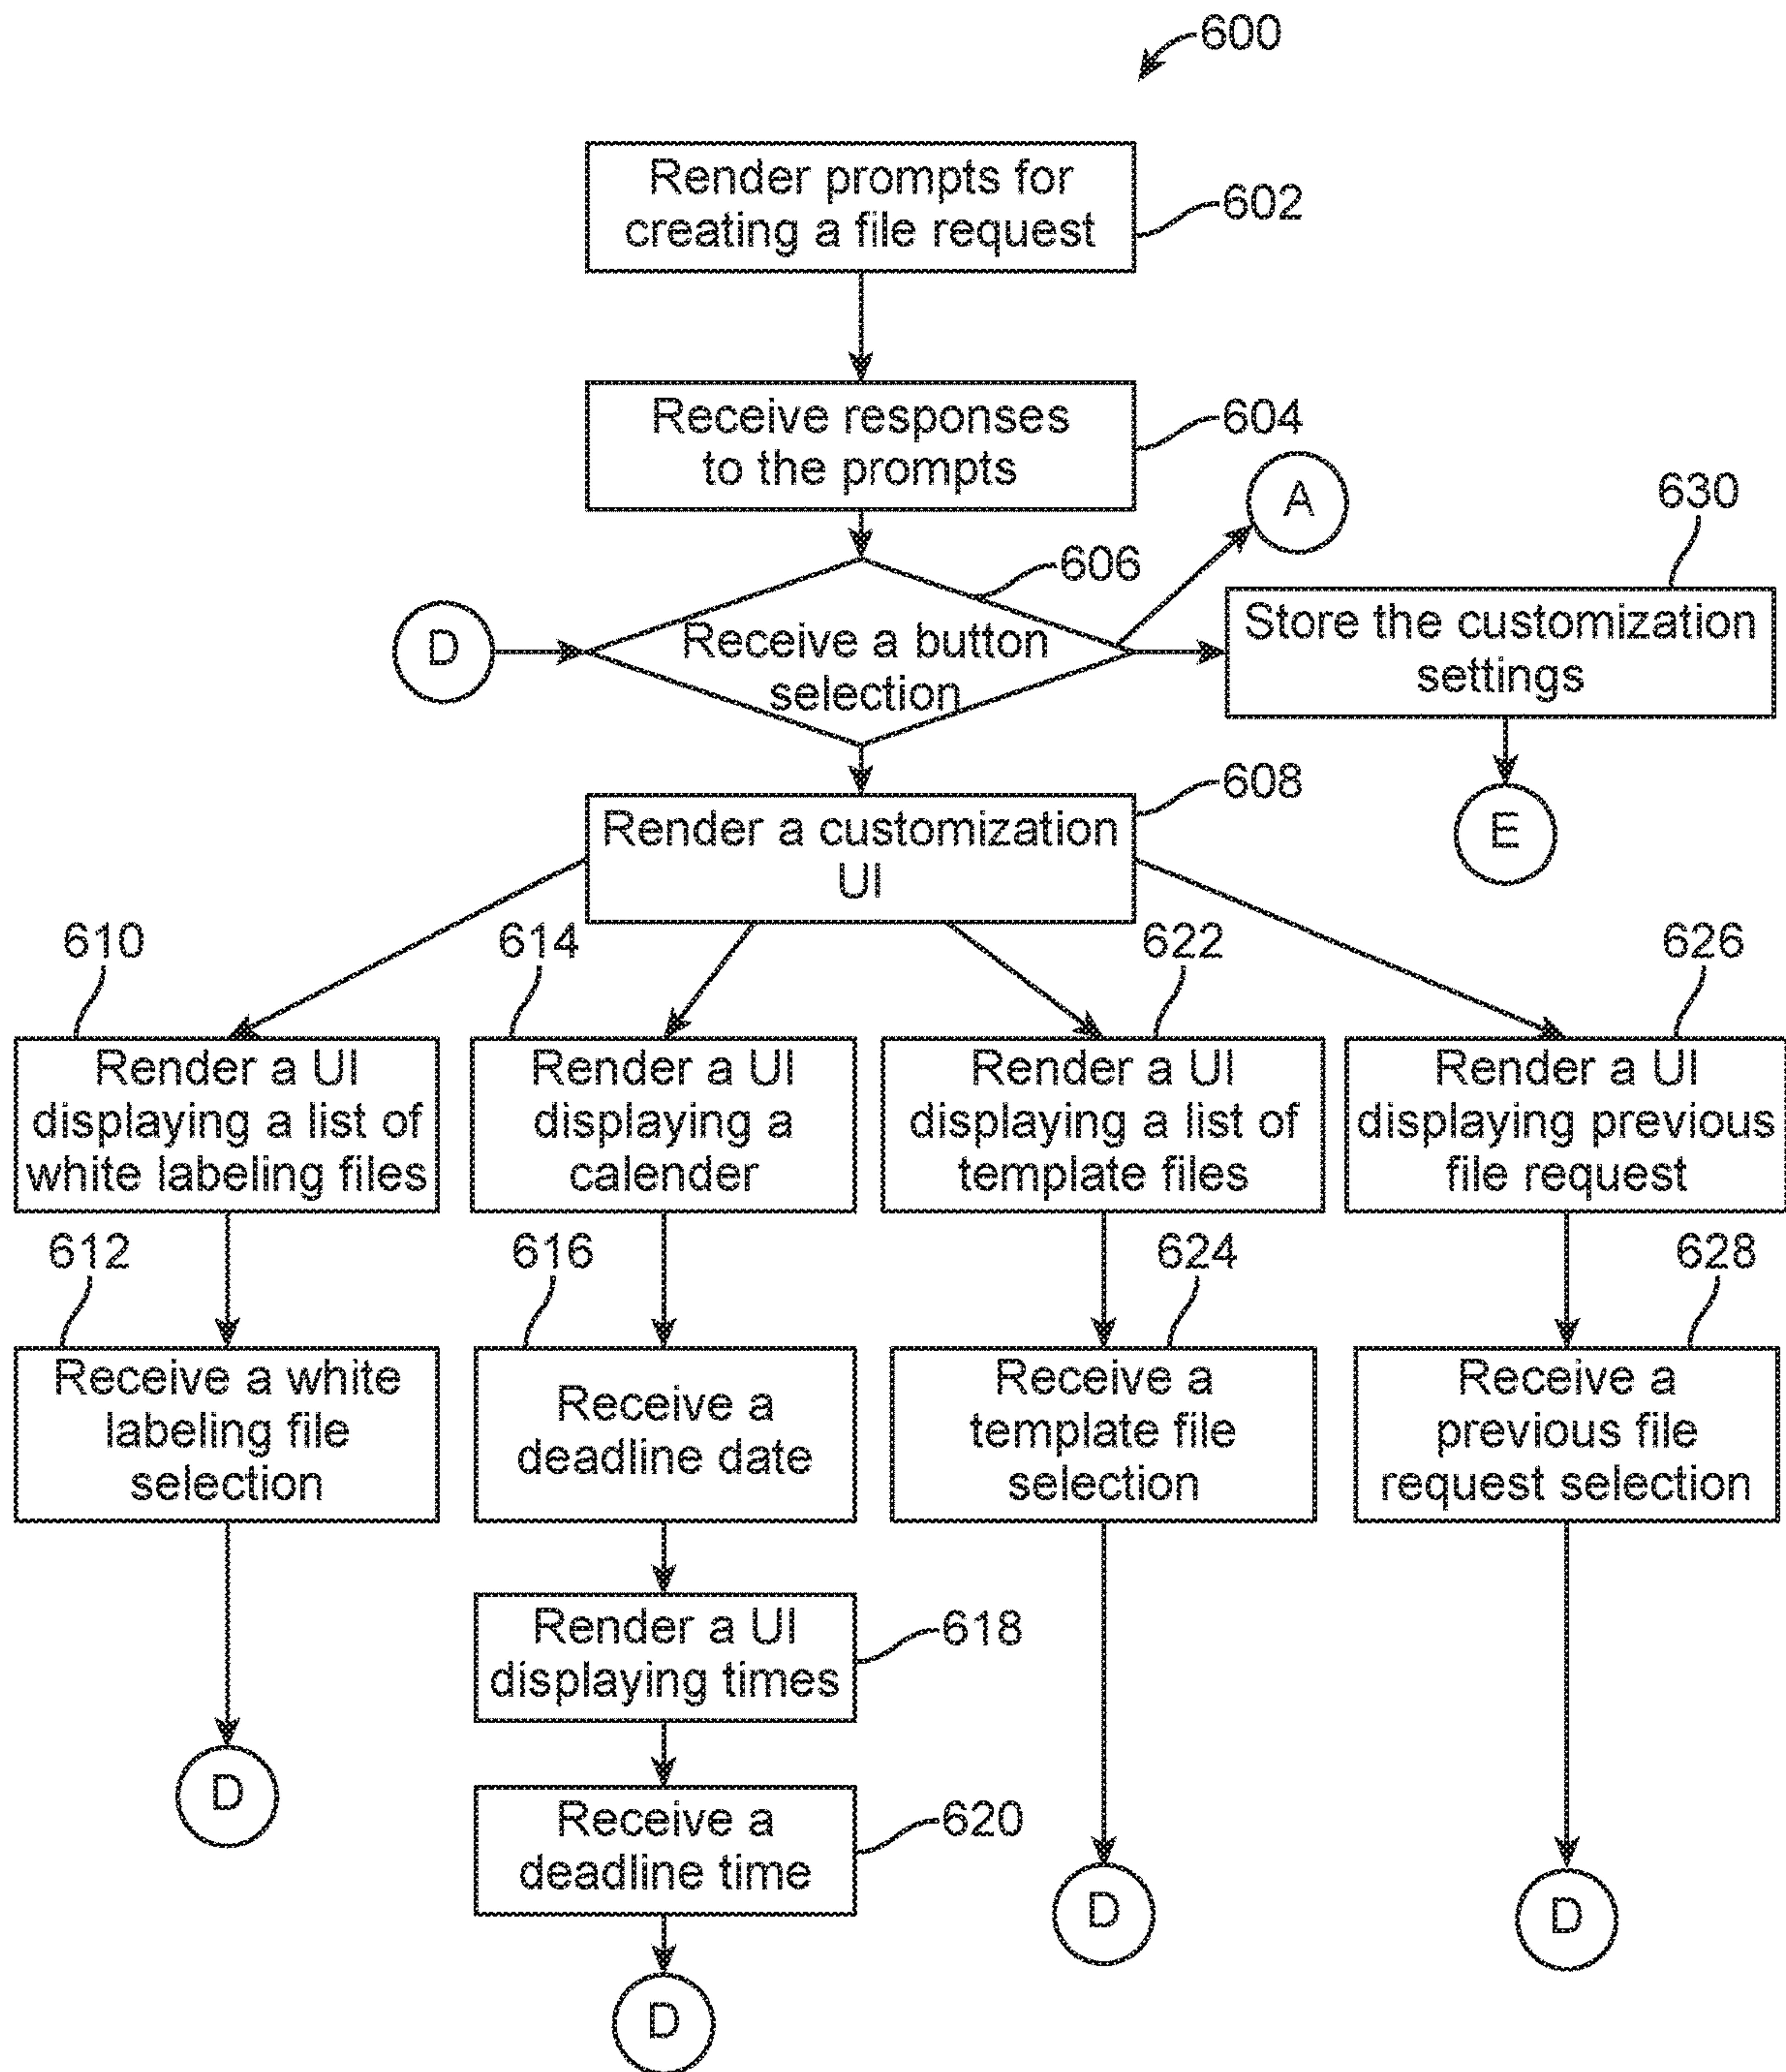 600
Render prompts for
creating a file request
602
Receive responses
to the prompts
604
A
630
606
D
Receive a button
selection
Store the customization
settings
608
Render a customization
UI
E
610
614
622
626
Render a UI
displaying a list of
white labeling files
Render a UI
displaying a
calender
Render a UI
displaying a list of
template files
Render a UI
displaying previous
file request
612
616
624
628
Receive a white
labeling file
selection
Receive a
deadline date
Receive a
template file
selection
Receive a
previous file
request selection
Render a UI
displaying times
618
D
Receive a
deadline time
620
D
D
D